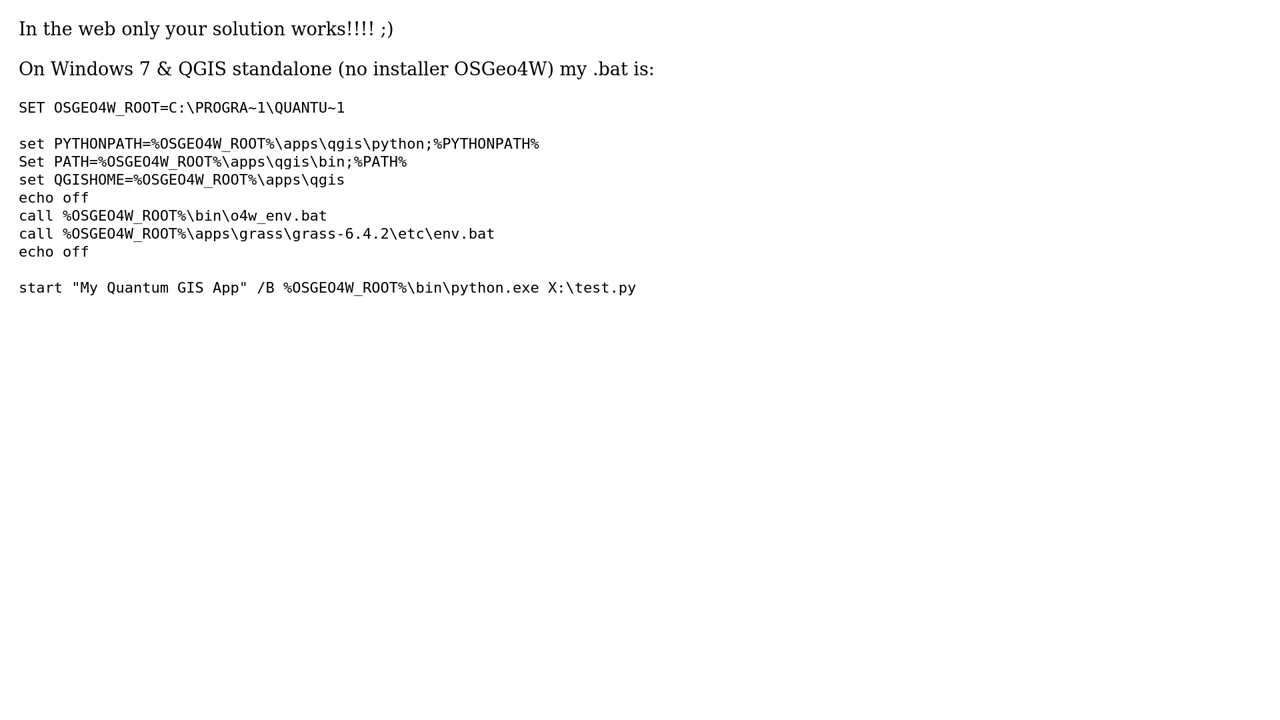 In the web only your solution works!!!! ;)
On Windows 7 & QGIS standalone (no installer OSGeo4W) my .bat is:
SET OSGEO4W_ROOT=C:\PROGRA~1\QUANTU~1
set PYTHONPATH=%OSGEO4W_ROOT%\apps\qgis\python;%PYTHONPATH%
Set PATH=%OSGEO4W_ROOT%\apps\qgis\bin;%PATH%
set QGISHOME=%OSGEO4W_ROOT%\apps\qgis
echo off
call %OSGEO4W_ROOT%\bin\o4w_env.bat
call %OSGEO4W_ROOT%\apps\grass\grass-6.4.2\etc\env.bat
echo off
start "My Quantum GIS App" /B %OSGEO4W_ROOT%\bin\python.exe X:\test.py